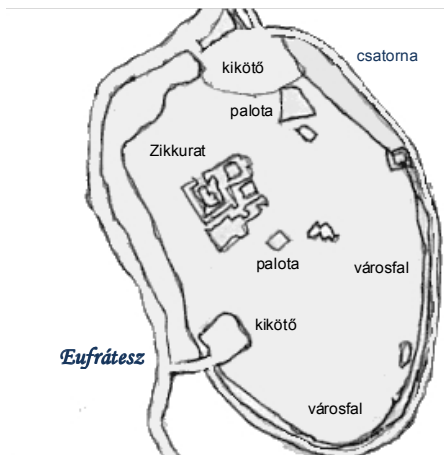 kikötő
csatorna
palota
Zikkurat
palota
városfal
kikötő
Eufrátesz
városfal